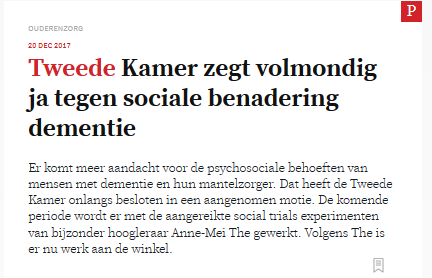 P
OUDERENZORG
20 DEC 2017
Tweede Kamer zegt volmondig
ja tegen sociale benadering
dementie
Er komt meer aandacht voor de psychosociale behoeften van
mensen met dementie en hun mantelzorger. Dat heeft de Tweede
Kamer onlangs besloten in een aangenomen motie. De komende
periode wordt er met de aangereikte social trials experimenten
van bijzonder hoogleraar Anne-Mei The gewerkt. Volgens The is
er nu werk aan de winkel.